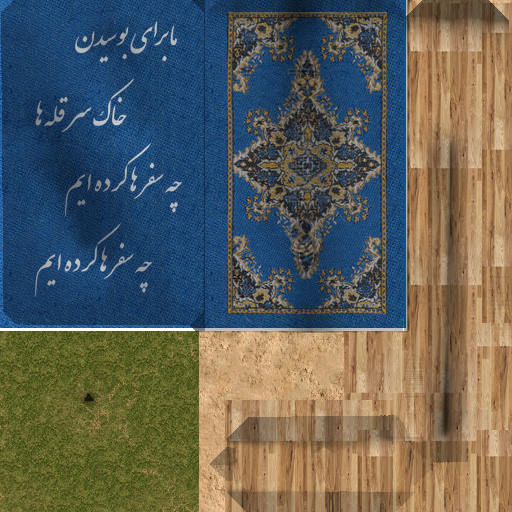 ما برای بوسیدن
خاک سر قله ها
چه سفرها کرده ایم
چه سفرها کرده ایم